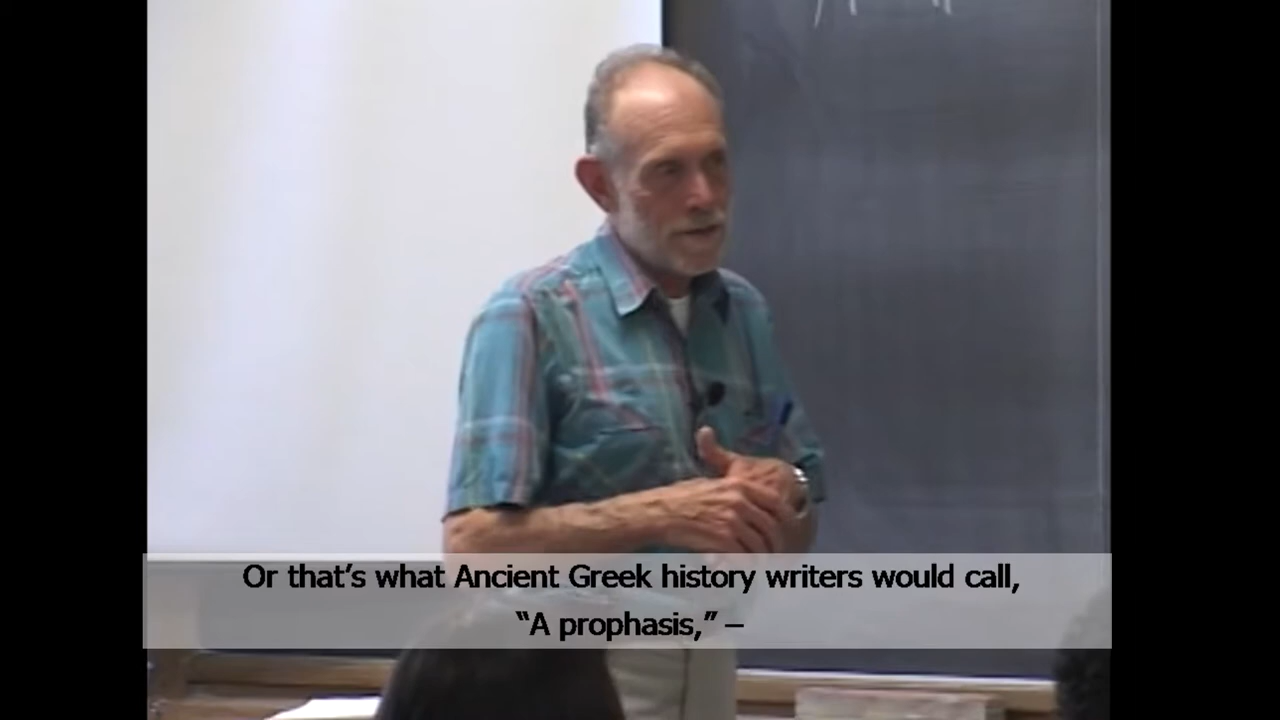 Or that’s what Ancient Greek history writers would call,
“A prophasis,” –